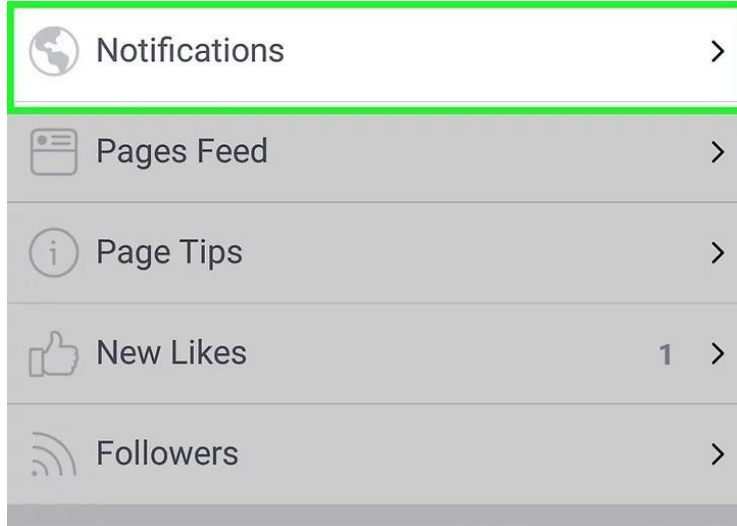 Notifications
Pages Feed
Page Tips
New Likes 1
Followers